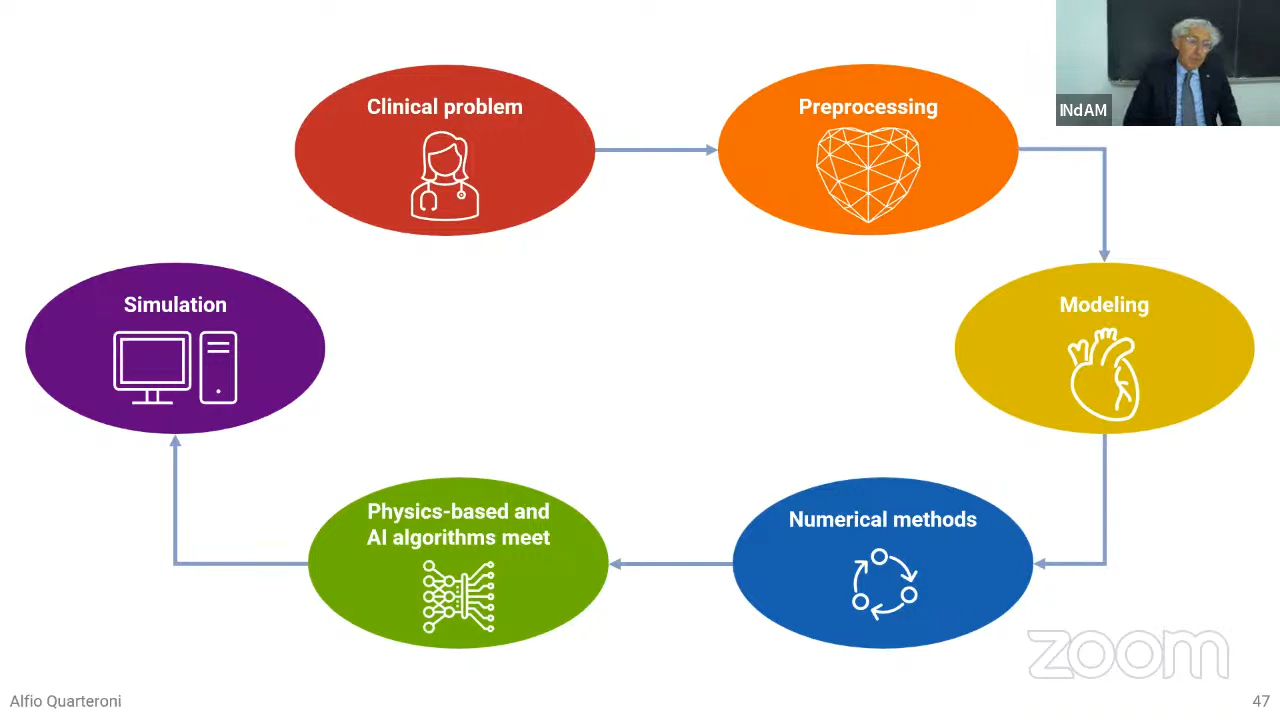 Clinical problem
Preprocessing
INdAM
Simulation
Modeling
Physics-based and
AI algorithms meet
Numerical methods
zoom
Alfio Quarteroni
47